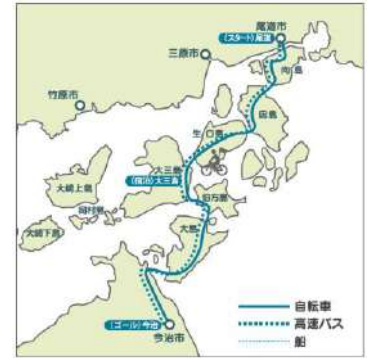 尾道市
(スタート)尾道
三原市
向島
竹原市
因島
生口島
大三島
(宿泊)大三島
大崎上島
伯方島
岡村島
大島
大崎下島
自転車
高速バス
船
(ゴール)今治
今治市